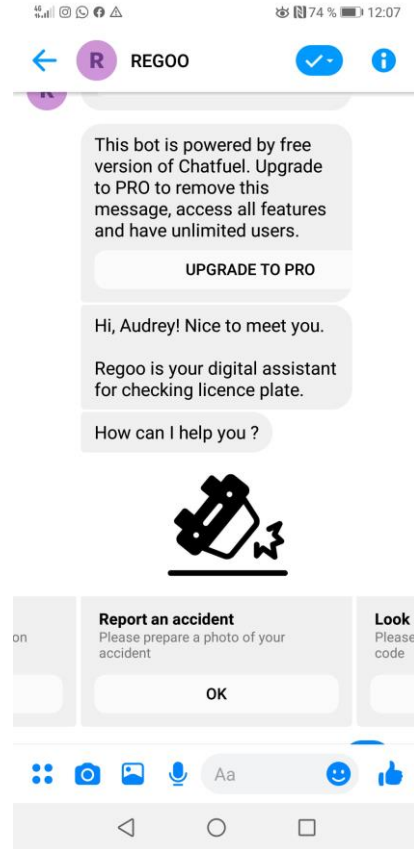 4G
74 % 12:07
R REGOO
This bot is powered by free
version of Chatfuel. Upgrade
to PRO to remove this
message, access all features
and have unlimited users.
UPGRADE TO PRO
Hi, Audrey! Nice to meet you.
Regoo is your digital assistant
for checking licence plate.
How can I help you ?
on
Report an accident
Please prepare a photo of your
accident
OK
Look
Please
code
Aa